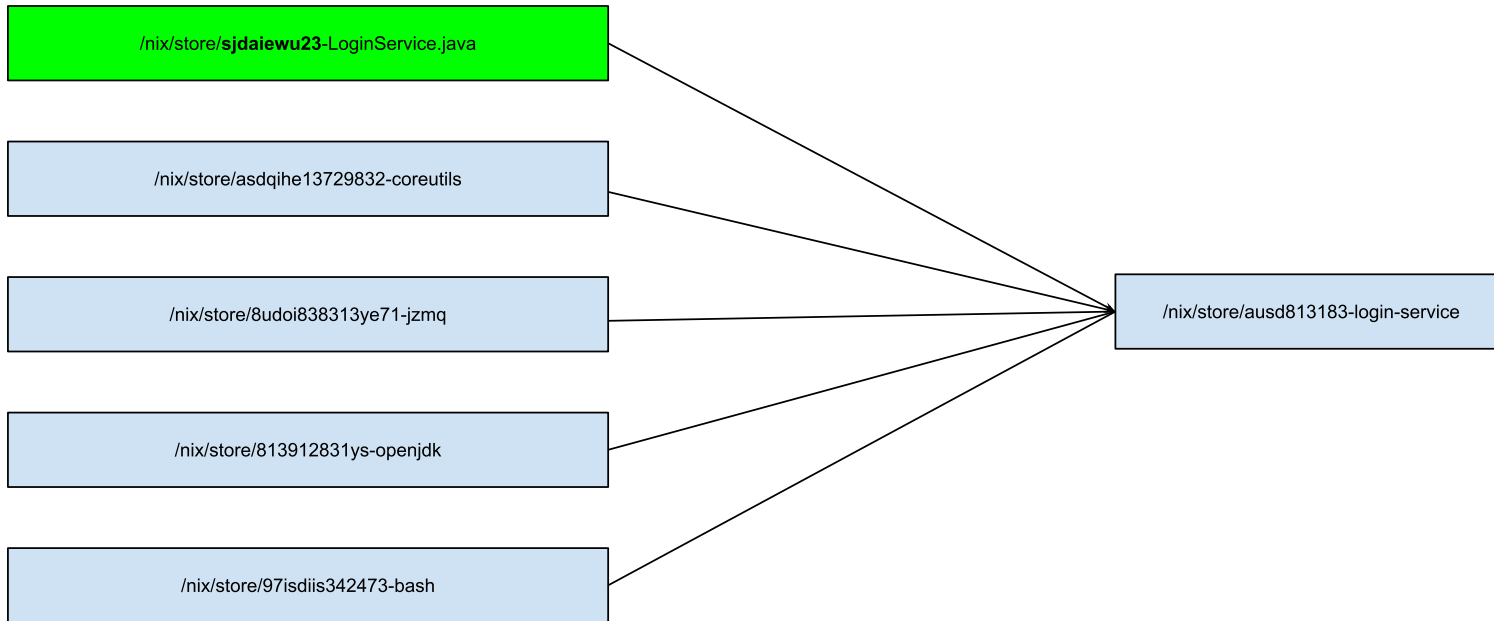 /nix/store/sjdaiewu23-LoginService.java
/nix/store/asdqihe13729832-coreutils
/nix/store/8udoi838313ye71-jzmq
/nix/store/ausd813183-login-service
/nix/store/813912831ys-openjdk
/nix/store/97isdiis342473-bash